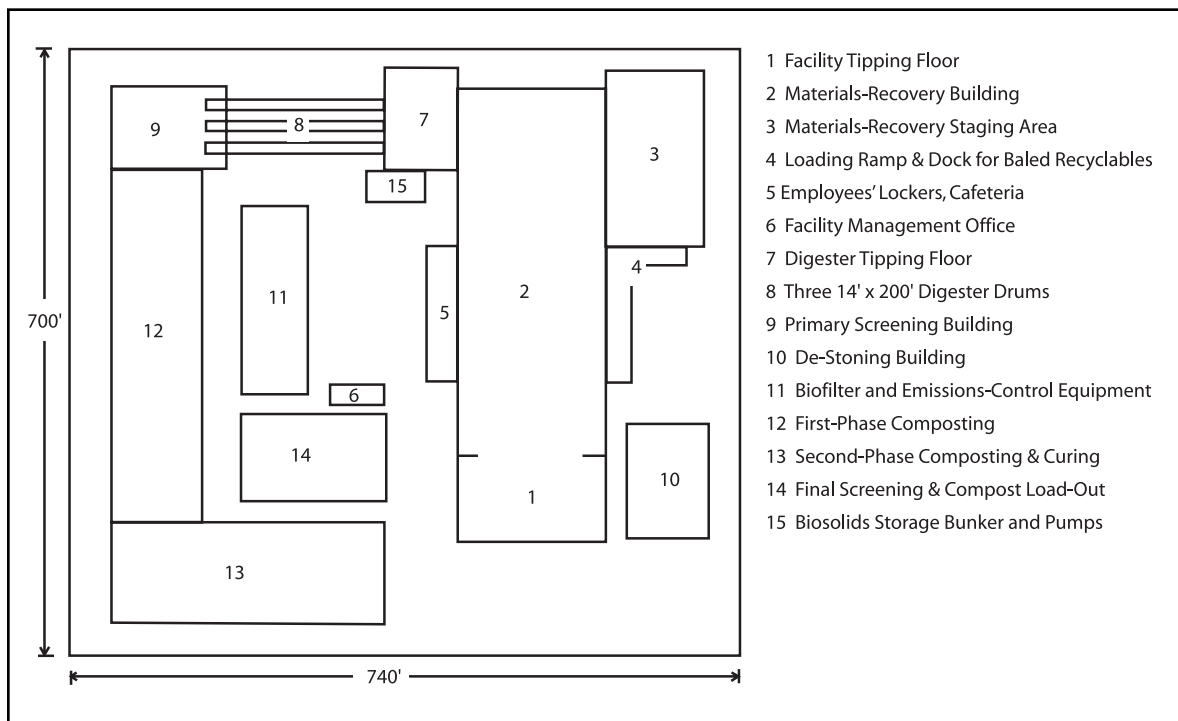 1 Facility Tipping Floor
2 Materials-Recovery Building
3 Materials-Recovery Staging Area
4 Loading Ramp & Dock for Baled Recyclables
5 Employees' Lockers, Cafeteria
6 Facility Management Office
7 Digester Tipping Floor
8 Three 14' x 200' Digester Drums
9 Primary Screening Building
10 De-Stoning Building
11 Biofilter and Emissions-Control Equipment
12 First-Phase Composting
13 Second-Phase Composting & Curing
14 Final Screening & Compost Load-Out
15 Biosolids Storage Bunker and Pumps
9
8
7
3
15
4
2
11
5
12
700'
6
14
10
1
13
740'